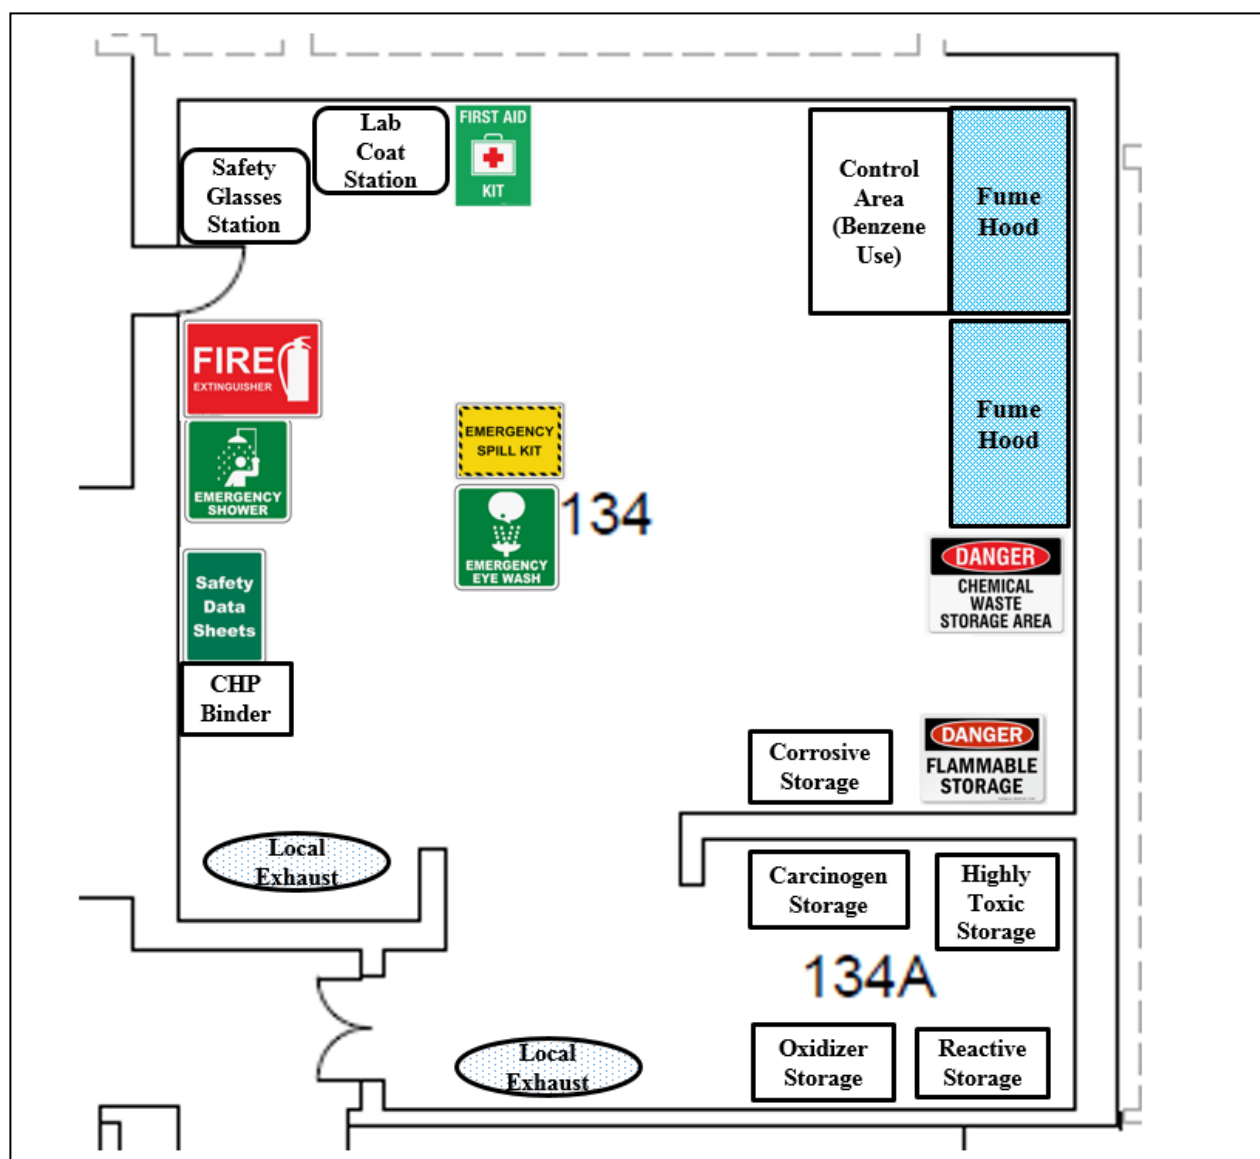 Lab
Coat
Station
FIRST AID
KIT
Safety
Glasses
Station
Control
Area
(Benzene
Use)
Fume
Hood
FIRE
EXTINGUISHER
Fume
Hood
EMERGENCY
SPILL KIT
EMERGENCY
SHOWER
134
EMERGENCY
EYE WASH
DANGER
CHEMICAL
WASTE
STORAGE AREA
Safety
Data
Sheets
CHP
Binder
Corrosive
Storage
DANGER
FLAMMABLE
STORAGE
Local
Exhaust
Carcinogen
Storage
Highly
Toxic
Storage
134A
Local
Exhaust
Oxidizer
Storage
Reactive
Storage